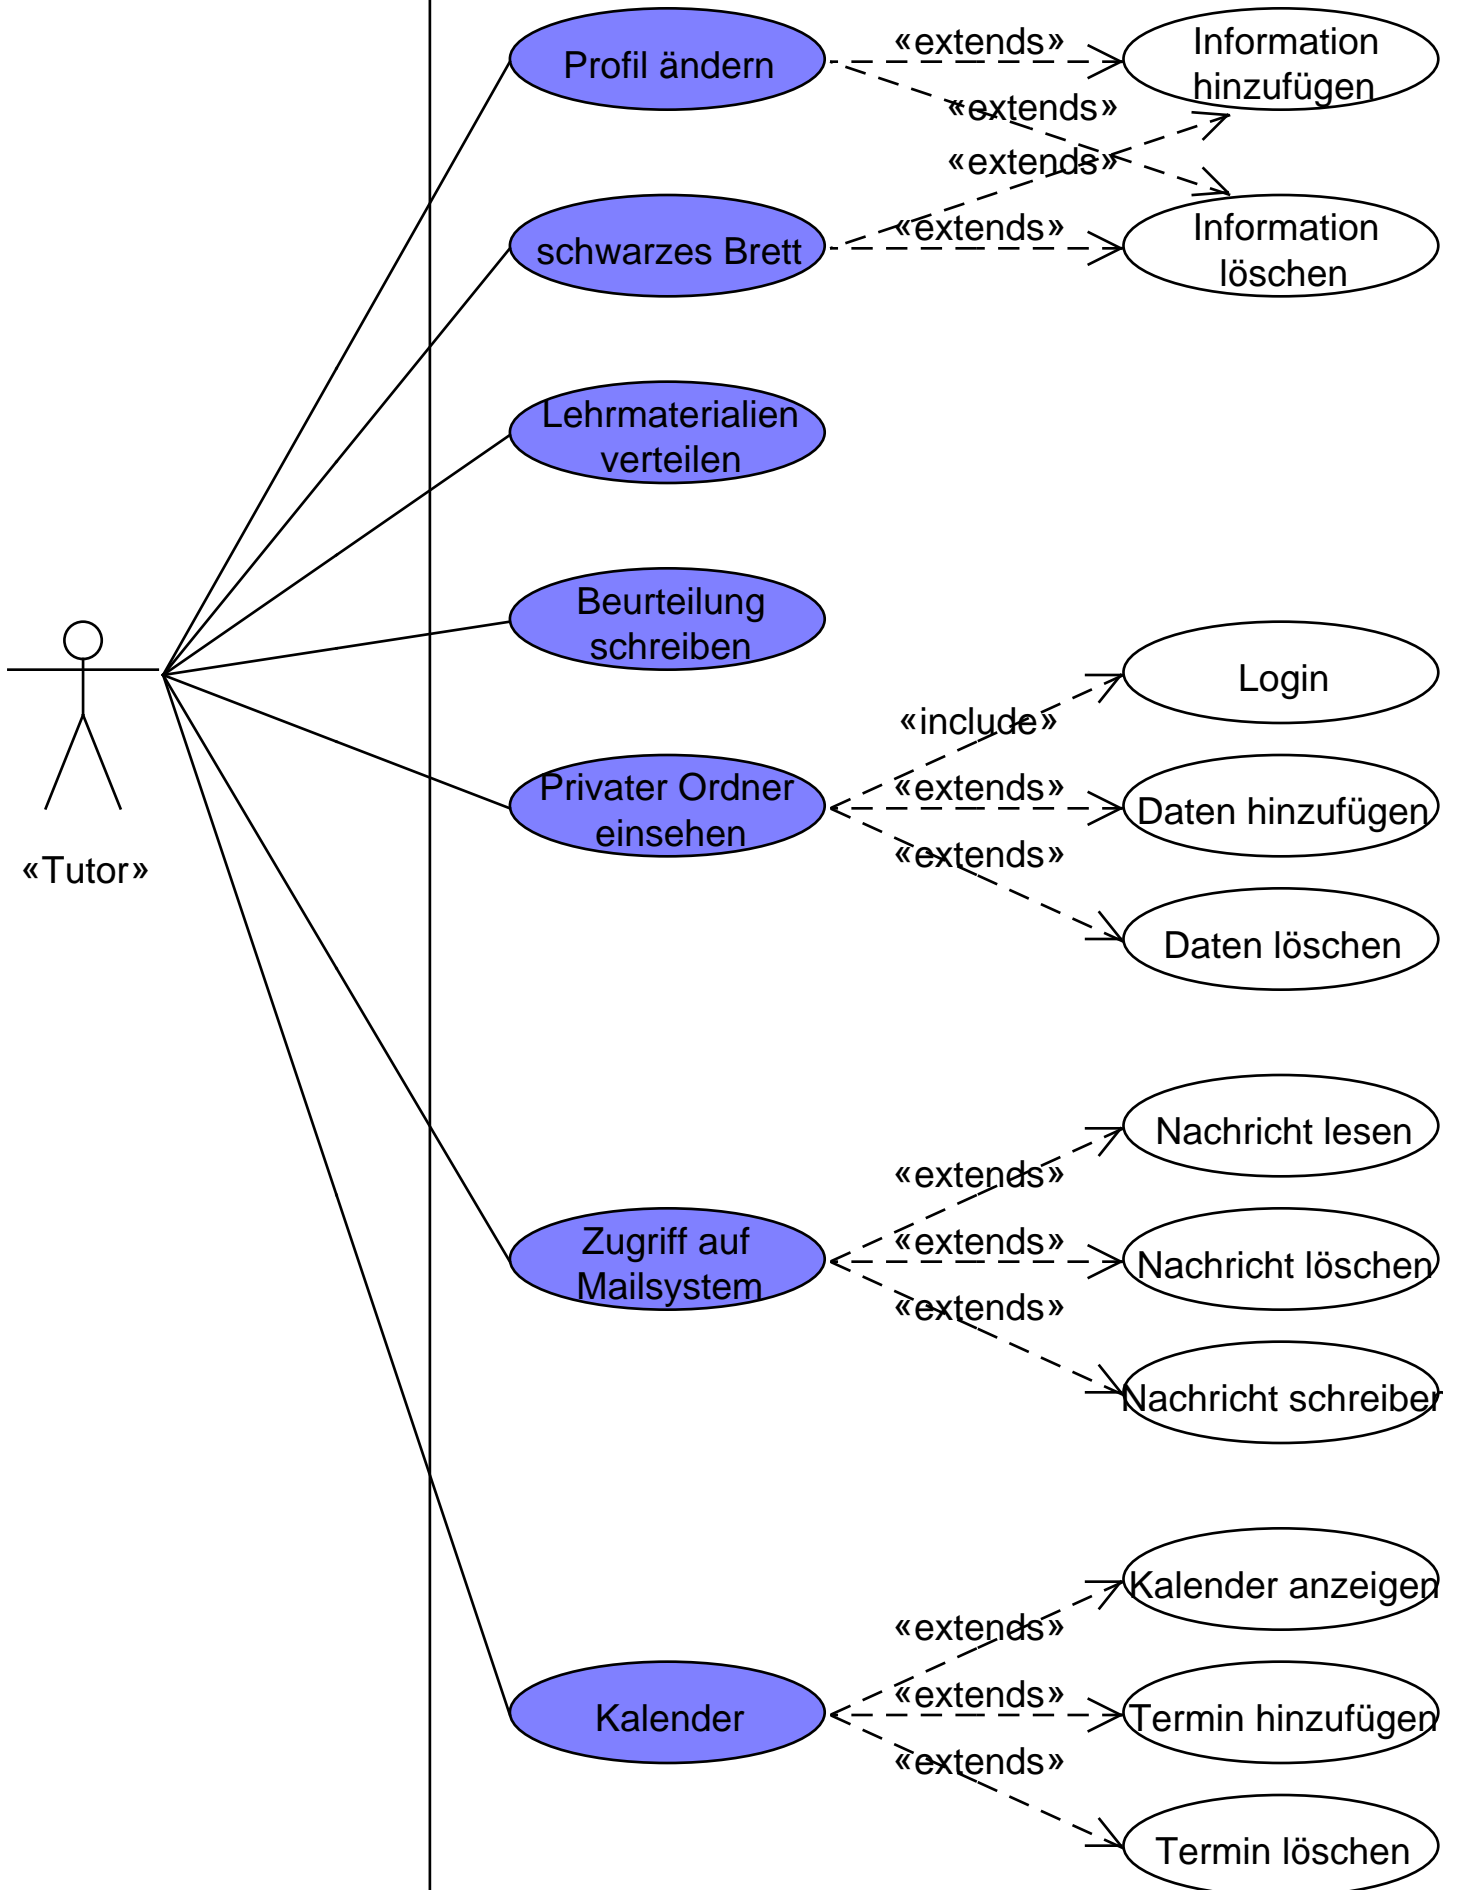 Profil ändern
«extends»
Information
hinzufügen
«extends»
«extends»
schwarzes Brett
«extends»
Information
löschen
Lehrmaterialien
verteilen
Beurteilung
schreiben
«Tutor»
Privater Ordner
einsehen
«include»
Login
«extends»
Daten hinzufügen
«extends»
Daten löschen
Zugriff auf
Mailsystem
«extends»
Nachricht lesen
«extends»
Nachricht löschen
«extends»
Nachricht schreiben
Kalender
«extends»
Kalender anzeigen
«extends»
Termin hinzufügen
«extends»
Termin löschen